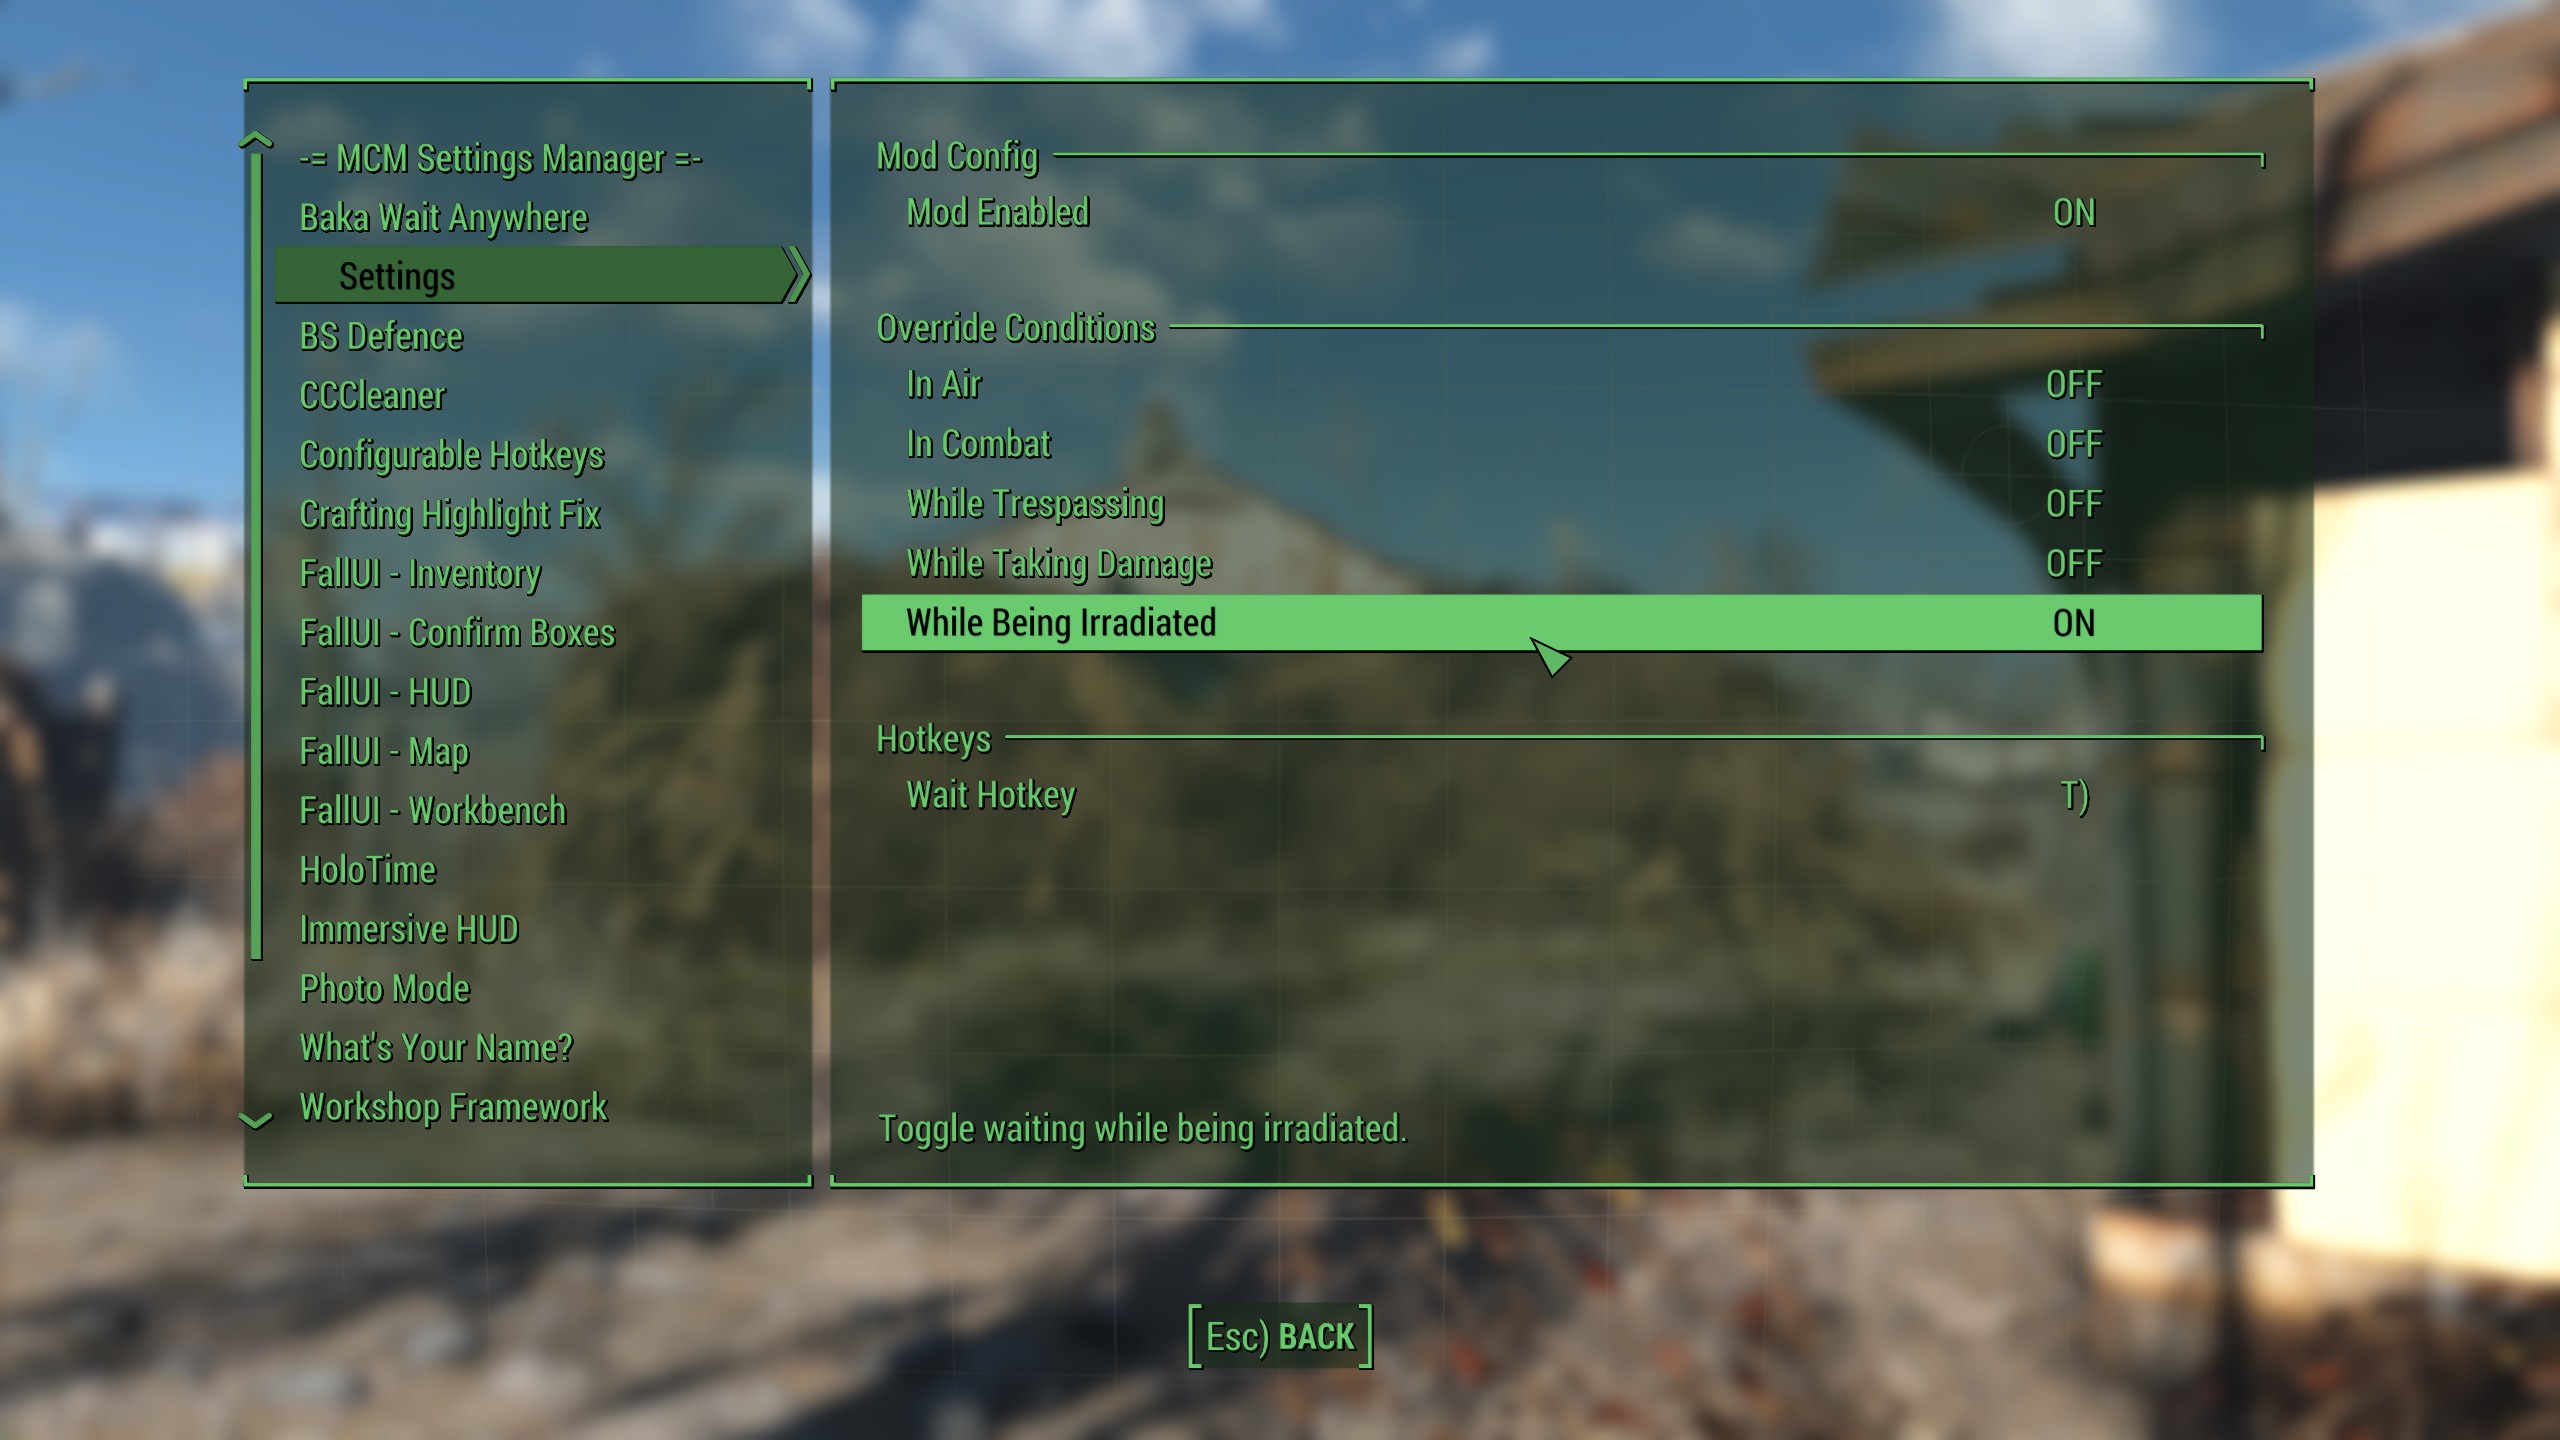 -= MCM Settings Manager =-
Baka Wait Anywhere
Settings
BS Defence
CCCleaner
Configurable Hotkeys
Crafting Highlight Fix
FallUI - Inventory
FallUI - Confirm Boxes
FallUI - HUD
FallUI - Map
FallUI - Workbench
HoloTime
Immersive HUD
Photo Mode
What's Your Name?
Workshop Framework
Mod Config
Mod Enabled ON
Override Conditions
In Air OFF
In Combat OFF
While Trespassing OFF
While Taking Damage OFF
While Being Irradiated ON
Hotkeys
Wait Hotkey T)
Toggle waiting while being irradiated.
[Esc) BACK]